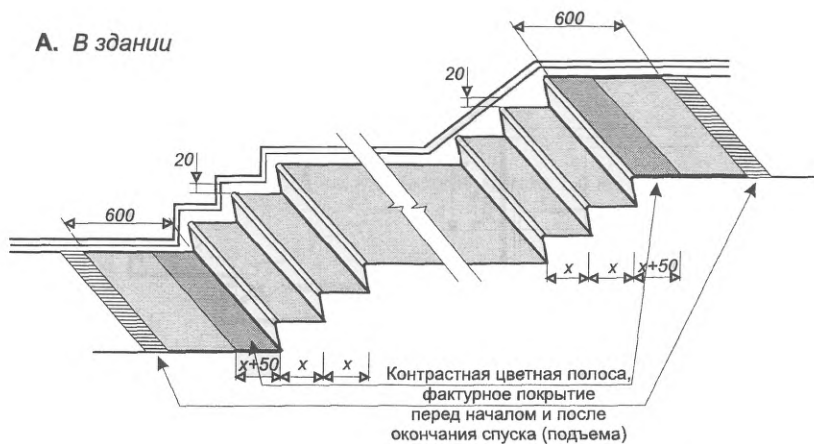 600
А. В здании
20
20
600
x
x
x+50
x+50
x
x
Контрастная цветная полоса,
фактурное покрытие
перед началом и после
окончания спуска (подъема)